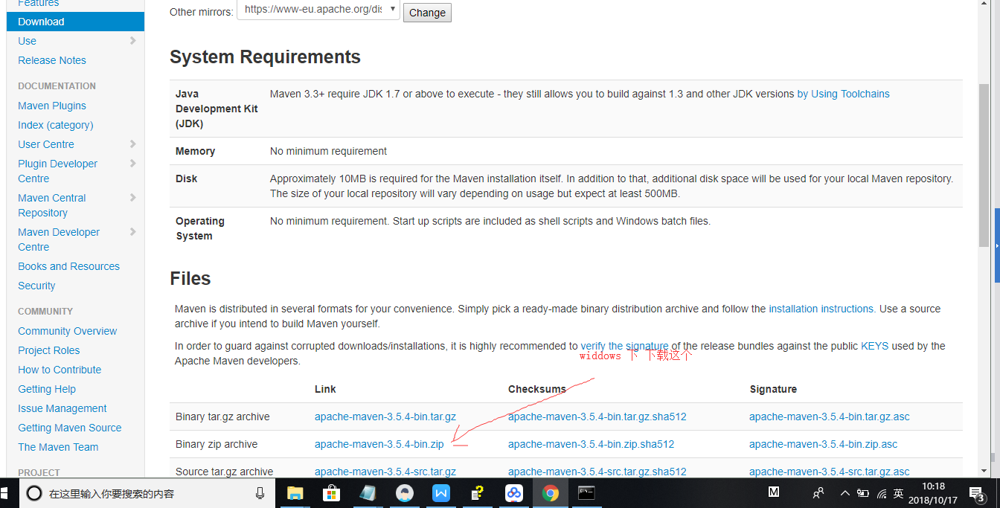 Features
Other mirrors: https://www-eu.apache.org/dis Change
Download
Use
Release Notes
System Requirements
DOCUMENTATION
Maven Plugins
Index (category)
User Centre
Plugin Developer
Centre
Maven Central
Repository
Maven Developer
Centre
Books and Resources
Security
COMMUNITY
Community Overview
Project Roles
How to Contribute
Getting Help
Issue Management
Getting Maven Source
The Maven Team
PROJECT
Java
Development Kit
(JDK)
Maven 3.3+ require JDK 1.7 or above to execute - they still allows you to build against 1.3 and other JDK versions by Using Toolchains
Memory No minimum requirement
Disk Approximately 10MB is required for the Maven installation itself. In addition to that, additional disk space will be used for your local Maven repository.
The size of your local repository will vary depending on usage but expect at least 500MB.
Operating
System
No minimum requirement. Start up scripts are included as shell scripts and Windows batch files.
Files
Maven is distributed in several formats for your convenience. Simply pick a ready-made binary distribution archive and follow the installation instructions. Use a source
archive if you intend to build Maven yourself.
In order to guard against corrupted downloads/installations, it is highly recommended to verify the signature of the release bundles against the public KEYS used by the
Apache Maven developers.
widdows 下 下载这个
Link Checksums Signature
Binary tar.gz archive apache-maven-3.5.4-bin.tar.gz apache-maven-3.5.4-bin.tar.gz.sha512 apache-maven-3.5.4-bin.tar.gz.asc
Binary zip archive apache-maven-3.5.4-bin.zip apache-maven-3.5.4-bin.zip.sha512 apache-maven-3.5.4-bin.zip.asc
Source tar.gz archive apache-maven-3.5.4-src.tar.gz apache-maven-3.5.4-src.tar.gz.sha512 apache-maven-3.5.4-src.tar.gz.asc
在这里输入你要搜索的内容
M
英
10:18
2018/10/17
3